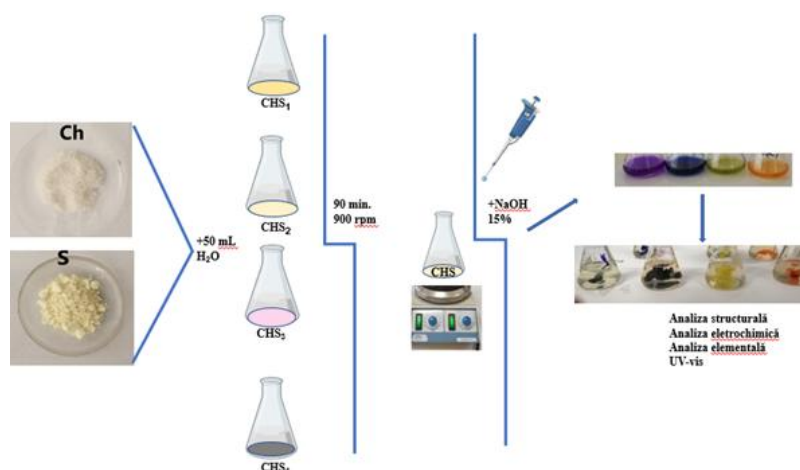 Ch
S
+50 mL
H₂O
CHS₁
CHS₂
CHS₃
90 min.
900 rpm
CHS
+NaOH
15%
Analiza structurală
Analiza eletrochimică
Analiza elementală
UV-vis